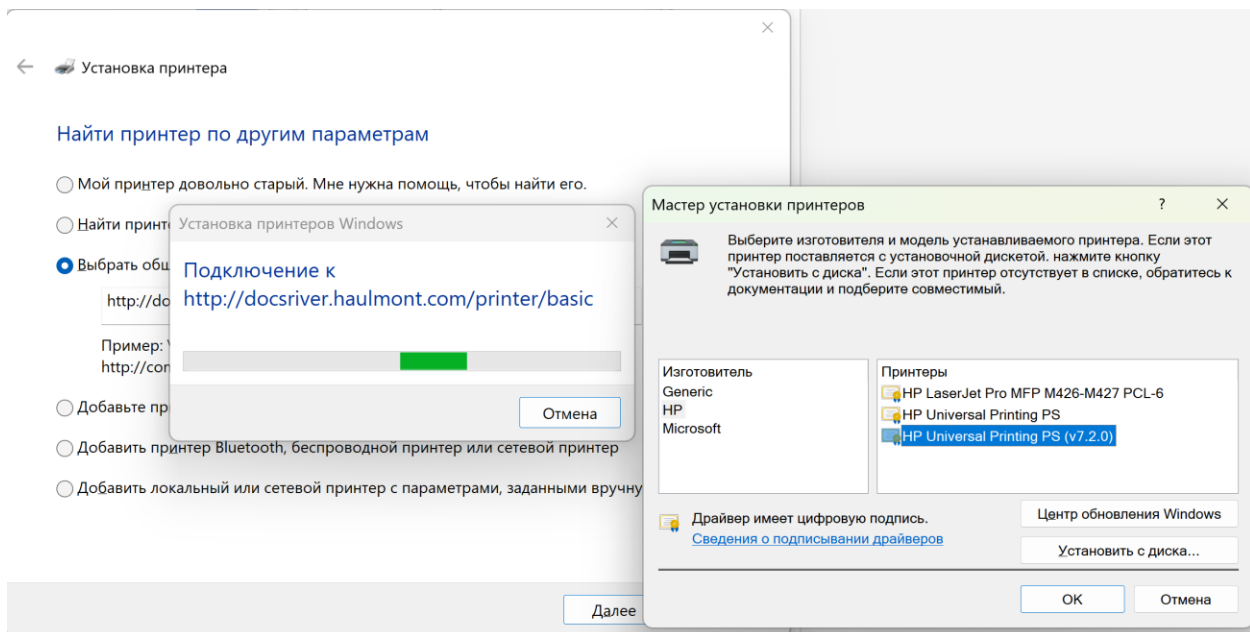 Установка принтера
Найти принтер по другим параметрам
Мой принтер довольно старый. Мне нужна помощь, чтобы найти его.
Найти
Выбрать
http://do
Пример:
http://con
Добавьте
Добавить принтер Bluetooth, беспроводной принтер или сетевой принтер
Добавить локальный или сетевой принтер с параметрами, заданными
Далее
Установка принтеров Windows
Подключение к
http://docsriver.haulmont.com/printer/basic
Отмена
Мастер установки принтеров
?
Выберите изготовителя и модель устанавливаемого принтера. Если этот
принтер поставляется с установочной дискетой. нажмите кнопку
"Установить с диска". Если этот принтер отсутствует в списке, обратитесь к
документации и подберите совместимый.
Изготовитель
Generic
HP
Microsoft
Принтеры
HP LaserJet Pro MFP M426-M427 PCL-6
HP Universal Printing PS
HP Universal Printing PS (v7.2.0)
Драйвер имеет цифровую подпись.
Сведения о подписывании драйверов
Центр обновления Windows
Установить с диска...
OK
Отмена